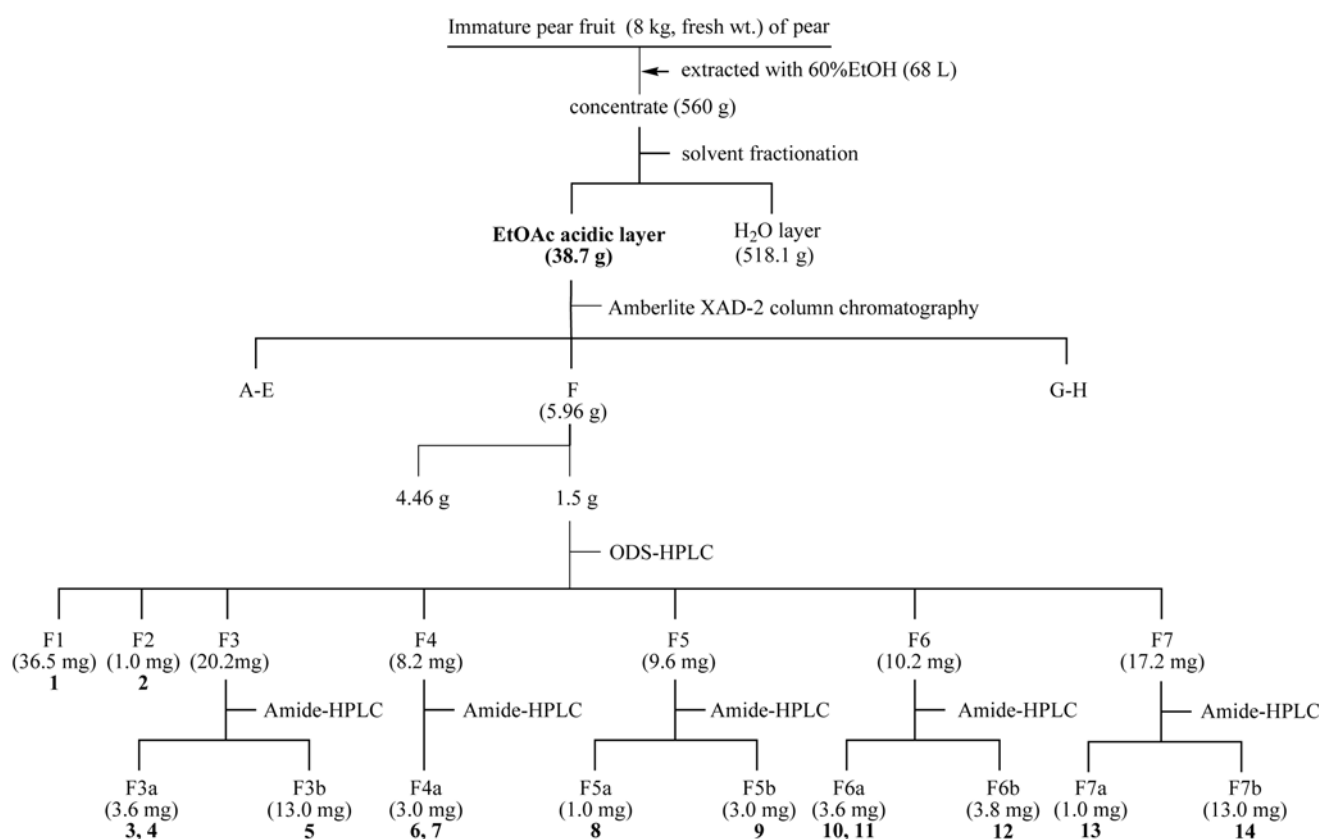 Immature pear fruit (8 kg, fresh wt.) of pear
extracted with 60%EtOH (68 L)
concentrate (560 g)
solvent fractionation
EtOAc acidic layer
(38.7 g)
H2O layer
(518.1 g)
Amberlite XAD-2 column chromatography
A-E
F
(5.96 g)
G-H
4.46 g
1.5 g
ODS-HPLC
F1
(36.5 mg)
1
F2
(1.0 mg)
2
F3
(20.2mg)
F4
(8.2 mg)
F5
(9.6 mg)
F6
(10.2 mg)
F7
(17.2 mg)
Amide-HPLC
Amide-HPLC
Amide-HPLC
Amide-HPLC
Amide-HPLC
F3a
(3.6 mg)
3, 4
F3b
(13.0 mg)
5
F4a
(3.0 mg)
6, 7
F5a
(1.0 mg)
8
F5b
(3.0 mg)
9
F6a
(3.6 mg)
10, 11
F6b
(3.8 mg)
12
F7a
(1.0 mg)
13
F7b
(13.0 mg)
14